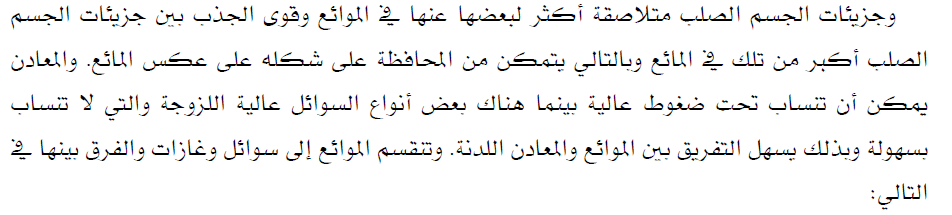 وجزيئات الجسم الصلب متلاصقة أكثر لبعضها عنها في الموائع وقوى الجذب بين جزيئات الجسم
الصلب أكبر من تلك في المائع وبالتالي يتمكن من المحافظة على شكله على عكس المائع. والمعادن
يمكن أن تنساب تحت ضغوط عالية بينما هناك بعض أنواع السوائل عالية اللزوجة والتي لا تنساب
بسهولة وبذلك يسهل التفريق بين الموائع والمعادن اللدنة. وتنقسم الموائع إلى سوائل وغازات والفرق بينها في
التالي: